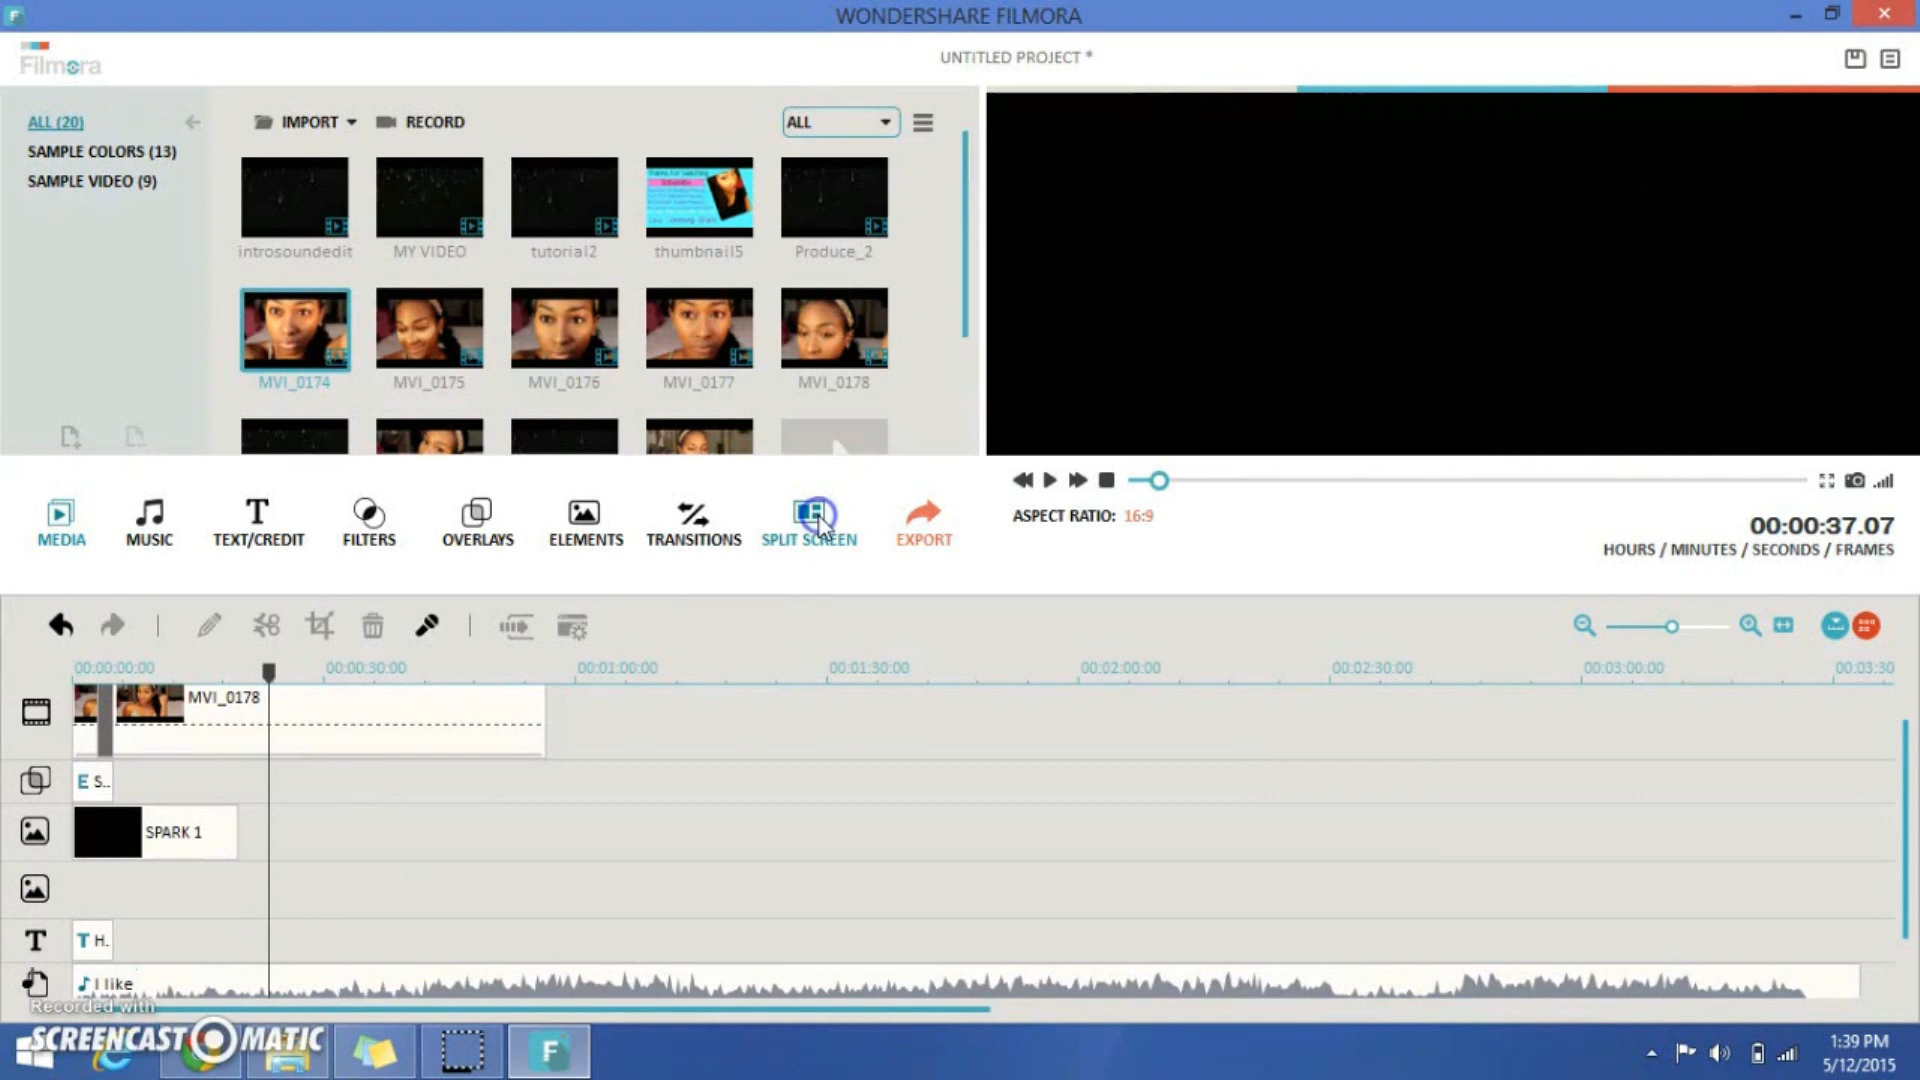 WONDERSHARE FILMORA
Filmora
UNTITLED PROJECT *
ALL (20)
SAMPLE COLORS (13)
SAMPLE VIDEO (9)
IMPORT
RECORD
ALL
introsoundedit
MY VIDEO
tutorial2
thumbnail5
Produce_2
MVI_0174
MVI_0175
MVI_0176
MVI_0177
MVI_0178
MEDIA
MUSIC
TEXT/CREDIT
FILTERS
OVERLAYS
ELEMENTS
TRANSITIONS
SPLIT SCREEN
EXPORT
ASPECT RATIO: 16:9
00:00:37.07
HOURS / MINUTES / SECONDS / FRAMES
00:00:00:00
00:00:30:00
00:01:00:00
00:01:30:00
00:02:00:00
00:02:30:00
00:03:00:00
00:03:30
MVI_0178
E S..
SPARK 1
T
T H.
I like
Recorded with
SCREENCAST O MATIC
1:39 PM
5/12/2015